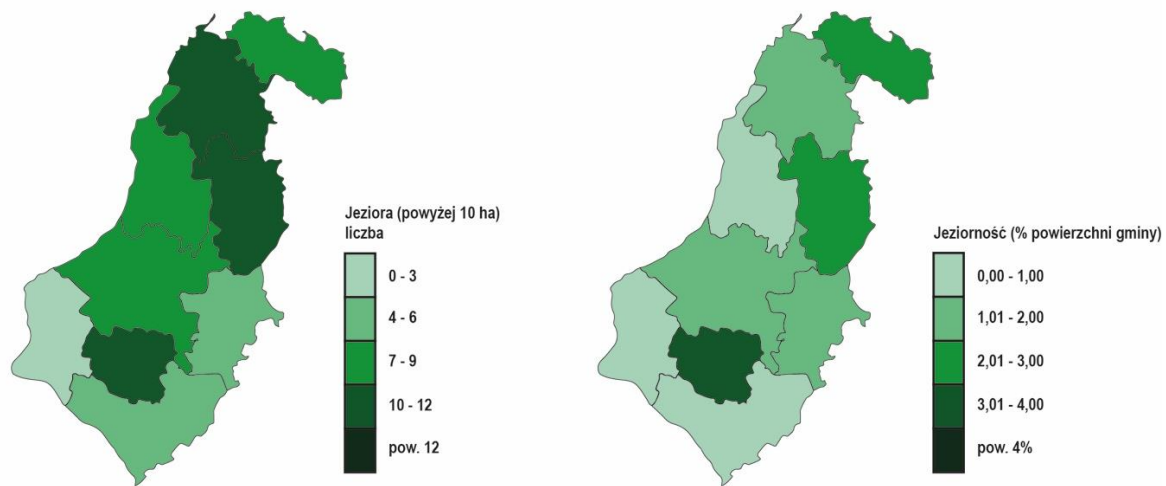 Jeziora (powyżej 10 ha)
liczba
0 - 3
4 - 6
7 - 9
10 - 12
pow. 12
Jeziorność (% powierzchni gminy)
0,00 - 1,00
1,01 - 2,00
2,01 - 3,00
3,01 - 4,00
pow. 4%